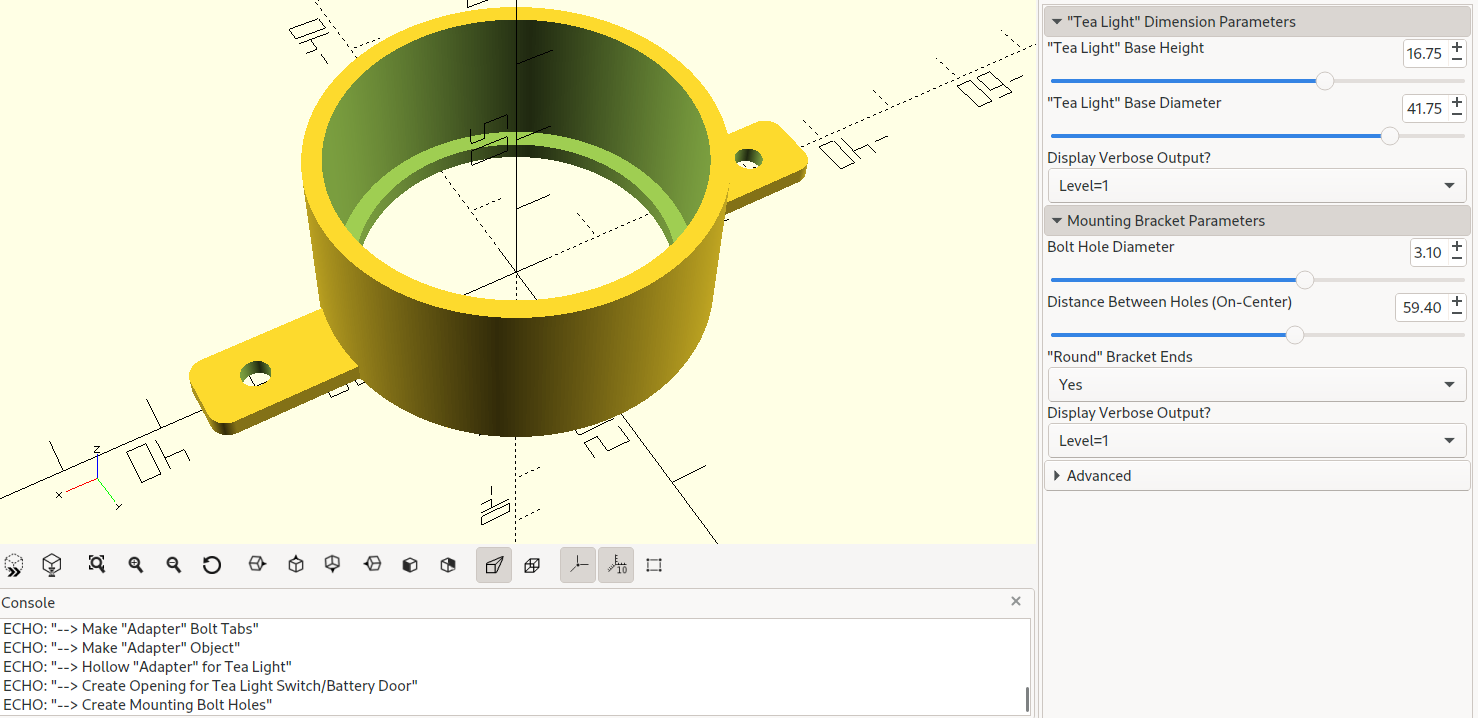 "Tea Light" Dimension Parameters
"Tea Light" Base Height
16.75
"Tea Light" Base Diameter
41.75
Display Verbose Output?
Level=1
Mounting Bracket Parameters
Bolt Hole Diameter
3.10
Distance Between Holes (On-Center)
59.40
"Round" Bracket Ends
Yes
Display Verbose Output?
Level=1
Advanced
z
x
y
10
Console
ECHO: "--> Make "Adapter" Bolt Tabs"
ECHO: "--> Make "Adapter" Object"
ECHO: "--> Hollow "Adapter" for Tea Light"
ECHO: "--> Create Opening for Tea Light Switch/Battery Door"
ECHO: "--> Create Mounting Bolt Holes"